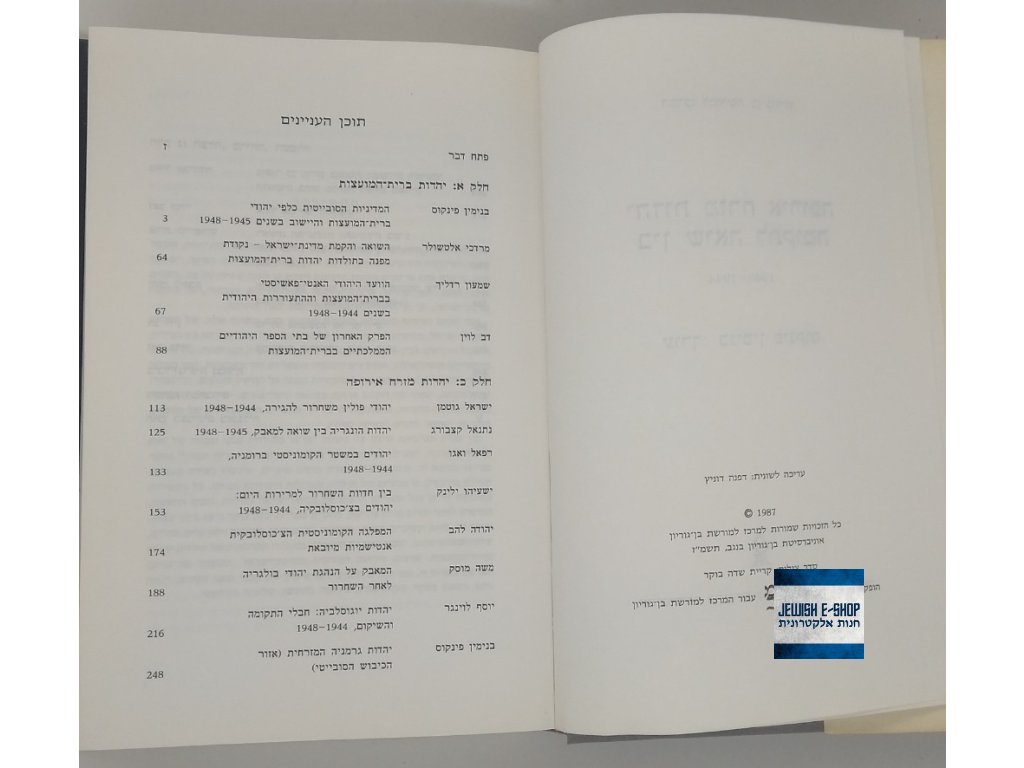 עריכה לשונית: דפנה דוניץ
© 1987
כל הזכויות שמורות למרכז למורשת בן־גוריון
אוניברסיטת בן־גוריון בנגב, תשמ"ז
קריית שדה בוקר
עבור המרכז למורשת בן־גוריון
JEWISH E-SHOP
חנות אלקטרונית
תוכן העניינים
פתח דבר ז
חלק א: יהדות ברית־המועצות
בנימין פינקוס המדיניות הסובייטית כלפי יהודי
ברית־המועצות והיישוב בשנים 1945–1948 3
מרדכי אלטשולר השואה והקמת מדינת־ישראל – נקודת
מפנה בתולדות יהדות ברית־המועצות 64
שמעון רדליך הוועד היהודי האנטי־פאשיסטי
בברית־המועצות וההתעוררות היהודית
בשנים 1944–1948 67
דב לוין הפרק האחרון של בתי הספר היהודיים
הממלכתיים בברית־המועצות 88
חלק ב: יהדות מזרח אירופה
ישראל גוטמן יהודי פולין משחרור להגירה, 1944–1948 113
נתנאל קצבורג יהדות הונגריה בין שואה למאבק, 1945–1948 125
רפאל ואגו יהודים במשטר הקומוניסטי ברומניה,
1944–1948 133
ישעיהו ילינק בין חדוות השחרור למרירות היום:
יהודים בצ'כוסלובקיה, 1944–1948 153
יהודה להב המפלגה הקומוניסטית הצ'כוסלובקית
אנטישמיות מיובאת 174
משה מוסק המאבק על הנהגת יהודי בולגריה
לאחר השחרור 188
יוסף לוינגר יהדות יוגוסלביה: חבלי התקומה
והשיקום, 1944–1948 216
בנימין פינקוס יהדות גרמניה המזרחית (אזור
הכיבוש הסובייטי) 248